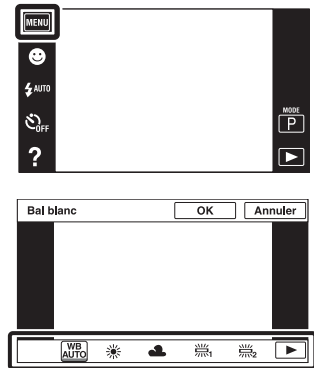 MENU
AUTO
OFF
MODE
P
?
Bal blanc OK Annuler
WB
AUTO
1
2